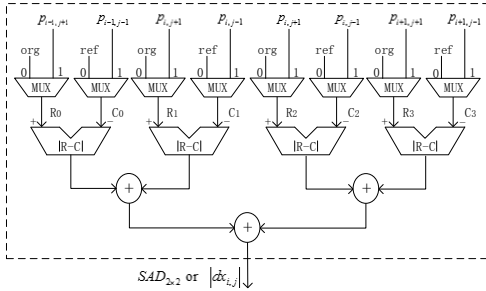 p_{i-1,j+1} p_{i-1,j-1} p_{i,j+1} p_{i,j-1} p_{i,j+1} p_{i,j-1} p_{i+1,j+1} p_{i+1,j-1}
org ref org ref org ref org ref
0 1 0 1 0 1 0 1 0 1 0 1 0 1 0 1
MUX MUX MUX MUX MUX MUX MUX MUX
R0 C0 R1 C1 R2 C2 R3 C3
+ − + − + − + −
|R-C| |R-C| |R-C| |R-C|
+ +
+
SAD_{2×2} or |dx_{i,j}|